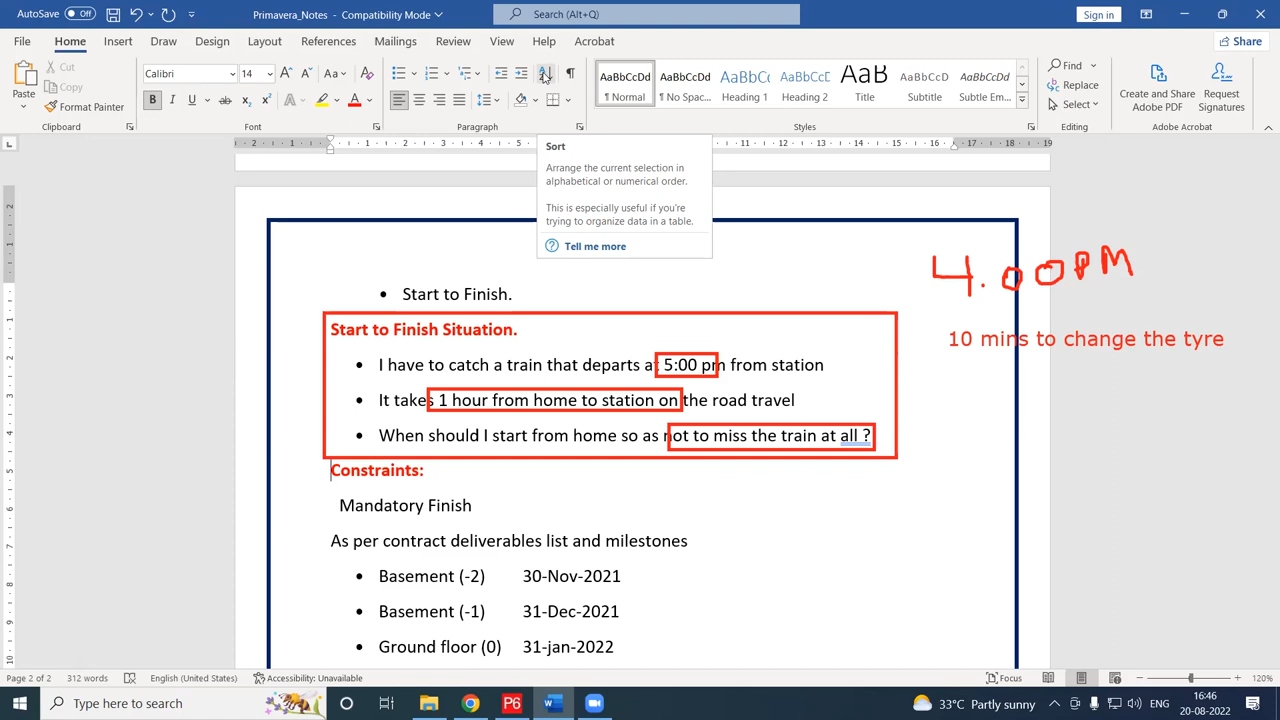 AutoSave Off Primavera_Notes Search (Alt+Q) Sign in
File Home Insert Draw Design Layout References Mailings Review View Help Acrobat Share
Paste Cut Copy Format Painter
Calibri 14
AaBbCcDd AaBbCcDd AaBbCc AaBbCcD AaB AaBbCcD AaBbCcDd
¶ Normal ¶ No Spac... Heading 1 Heading 2 Title Subtitle Subtle Em...
Find Replace Select
Create and Share Adobe PDF
Request Signatures
Clipboard Font Paragraph Styles Editing Adobe Acrobat
Sort
Arrange the current selection in
alphabetical or numerical order.
This is especially useful if you're
trying to organize data in a table.
Tell me more
4.00PM
10 mins to change the tyre
• Start to Finish.
Start to Finish Situation.
• I have to catch a train that departs at 5:00 pm from station
• It takes 1 hour from home to station on the road travel
• When should I start from home so as not to miss the train at all ?
Constraints:
Mandatory Finish
As per contract deliverables list and milestones
• Basement (-2) 30-Nov-2021
• Basement (-1) 31-Dec-2021
• Ground floor (0) 31-jan-2022
Page 2 of 2 312 words English (United States) Accessibility: Unavailable Focus 120%
Type here to search P6 33°C Partly sunny 16:46
20-08-2022